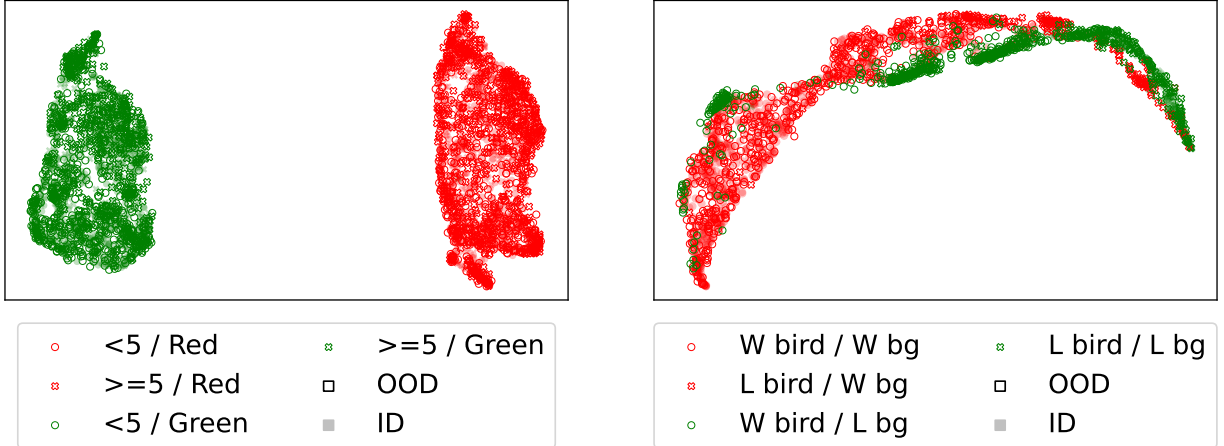 <5 / Red
>=5 / Red
<5 / Green
>=5 / Green
OOD
ID
W bird / W bg
L bird / W bg
W bird / L bg
L bird / L bg
OOD
ID